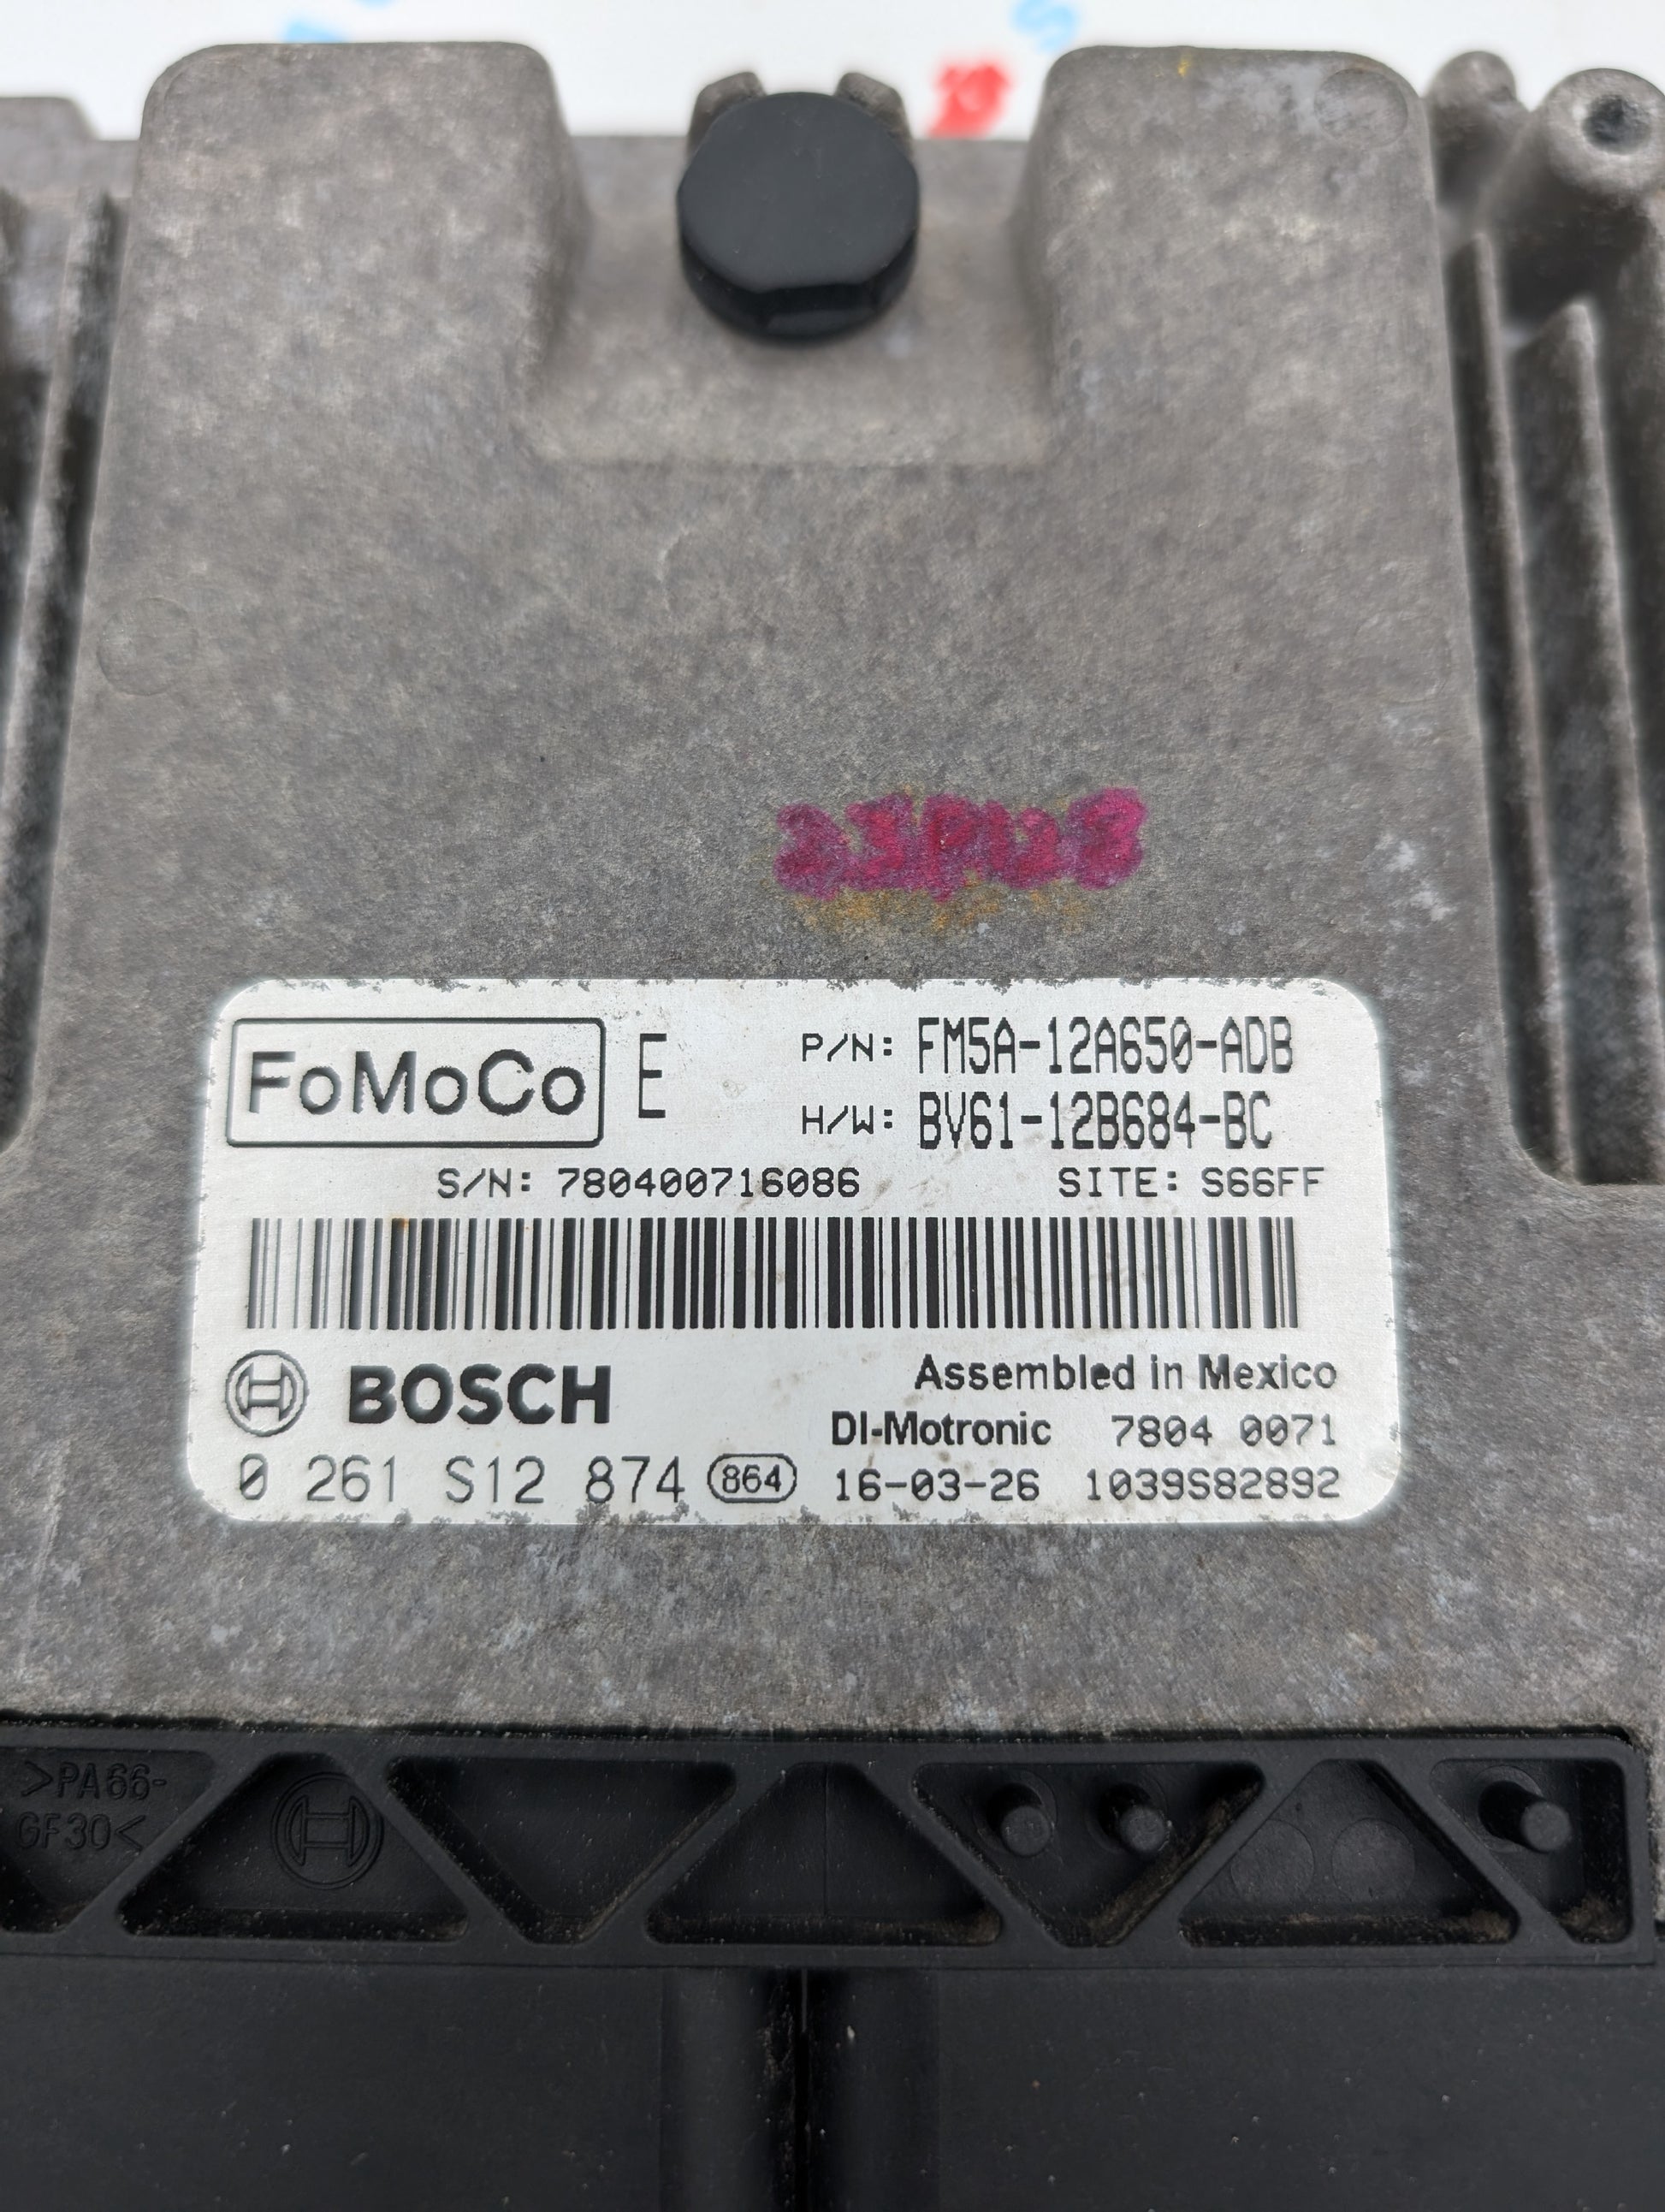 FoMoCo E P/N: FM5A-12A650-ADB
H/W: BV61-12B684-BC
S/N: 780400716086 SITE: S66FF
BOSCH Assembled in Mexico
DI-Motronic 7804 0071
0 261 S12 874 864 16-03-26 1039S82892
>PA66-
GF30<